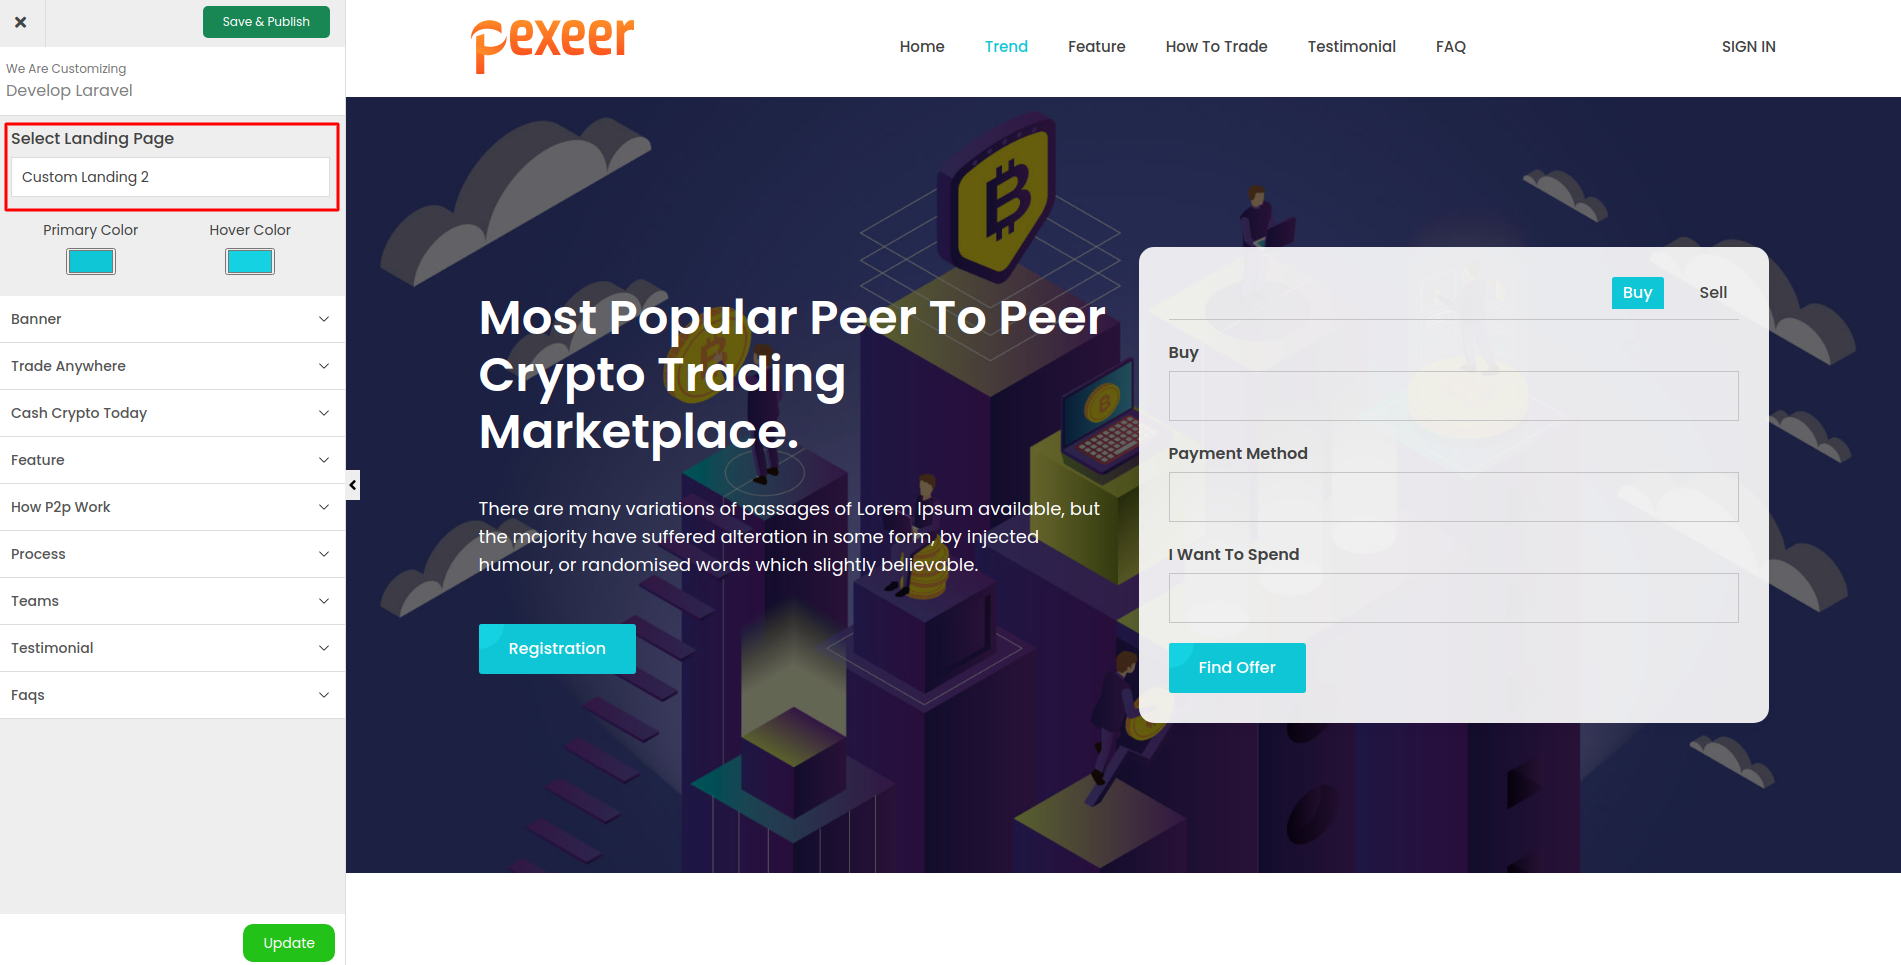 Save & Publish
We Are Customizing
Develop Laravel
Select Landing Page
Custom Landing 2
Primary Color
Hover Color
Banner
Trade Anywhere
Cash Crypto Today
Feature
How P2p Work
Process
Teams
Testimonial
Faqs
Update
pexeer
Home
Trend
Feature
How To Trade
Testimonial
FAQ
SIGN IN
Most Popular Peer To Peer
Crypto Trading
Marketplace.
There are many variations of passages of Lorem Ipsum available, but
the majority have suffered alteration in some form, by injected
humour, or randomised words which slightly believable.
Registration
Buy
Sell
Buy
Payment Method
I Want To Spend
Find Offer